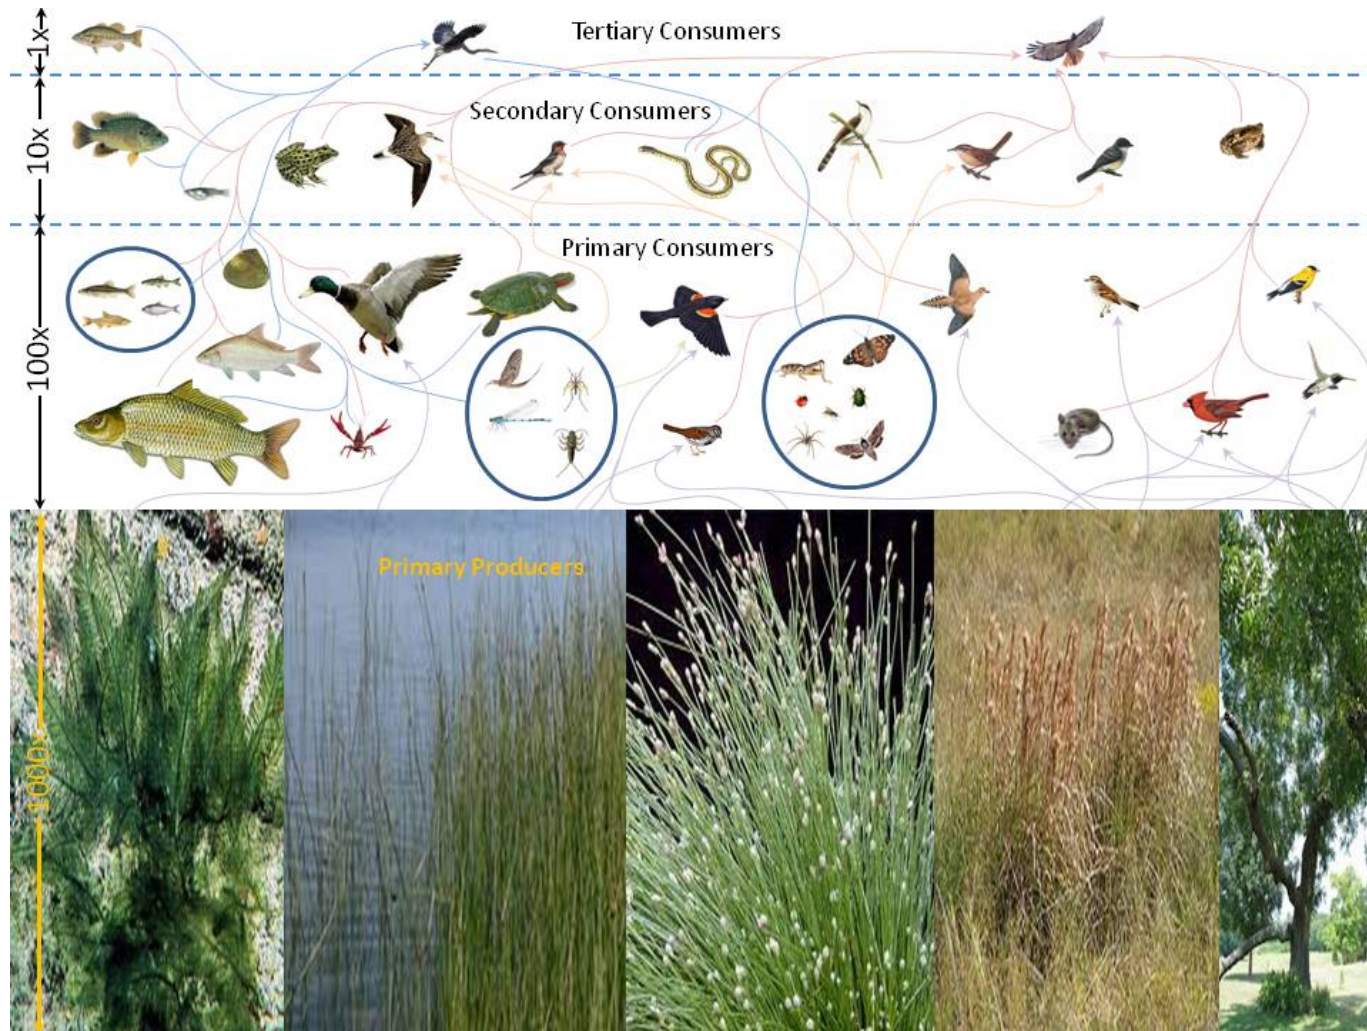 1x
Tertiary Consumers
10x
Secondary Consumers
100x
Primary Consumers
1000x
Primary Producers